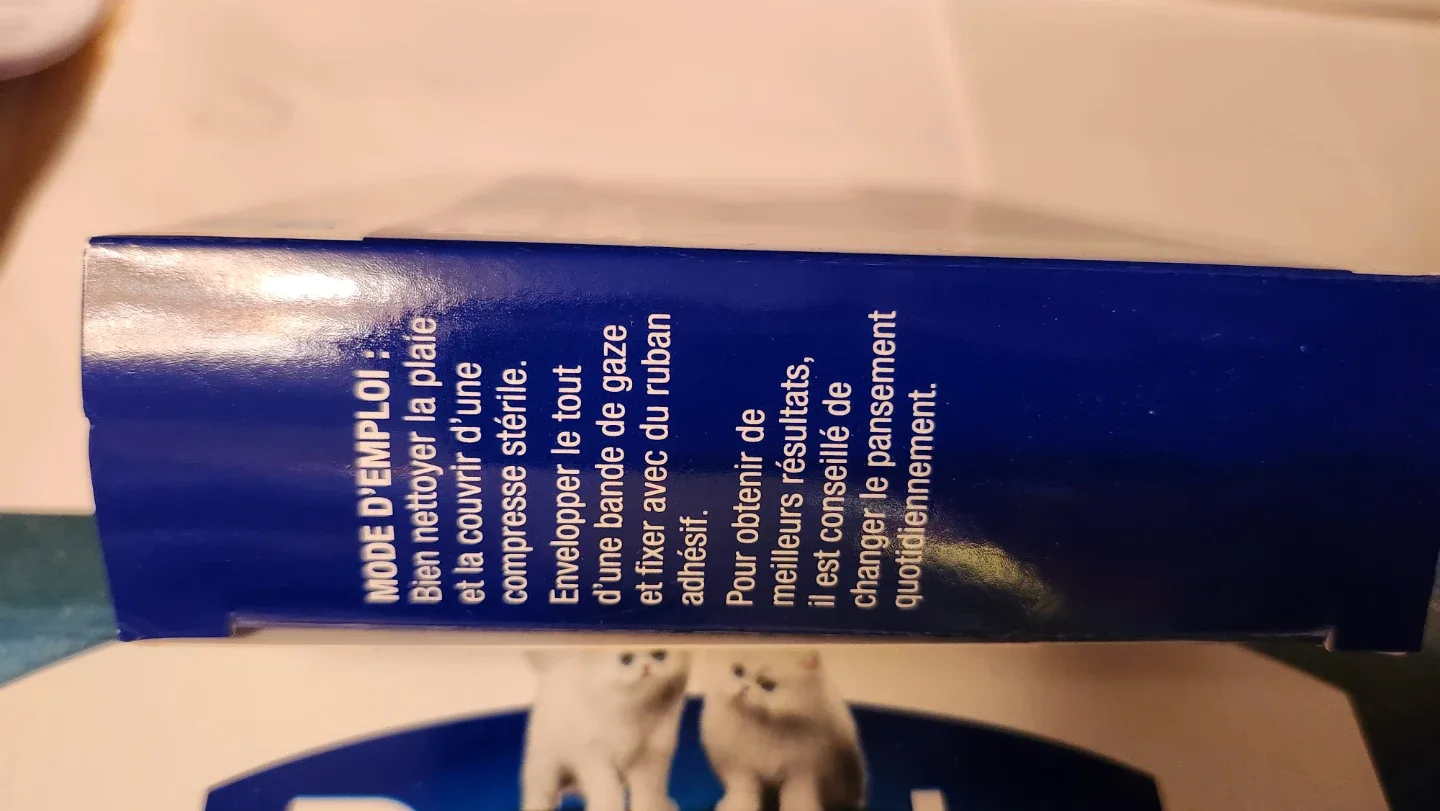 MODE D'EMPLOI :
Bien nettoyer la plaie
et la couvrir d'une
compresse stérile.
Envelopper le tout
d'une bande de gaze
et fixer avec du ruban
adhésif.
Pour obtenir de
meilleurs résultats,
il est conseillé de
changer le pansement
quotidiennement.